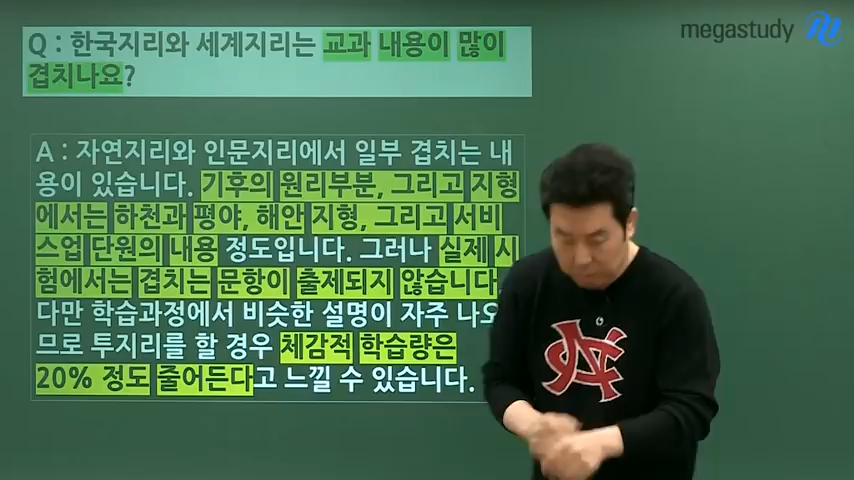 megastudy
Q : 한국지리와 세계지리는 교과 내용이 많이
겹치나요?
A : 자연지리와 인문지리에서 일부 겹치는 내
용이 있습니다. 기후의 원리부분, 그리고 지형
에서는 하천과 평야, 해안 지형, 그리고 서비
스업 단원의 내용 정도입니다. 그러나 실제 시
험에서는 겹치는 문항이 출제되지 않습니다.
다만 학습과정에서 비슷한 설명이 자주 나오
므로 투지리를 할 경우 체감적 학습량은
20% 정도 줄어든다고 느낄 수 있습니다.